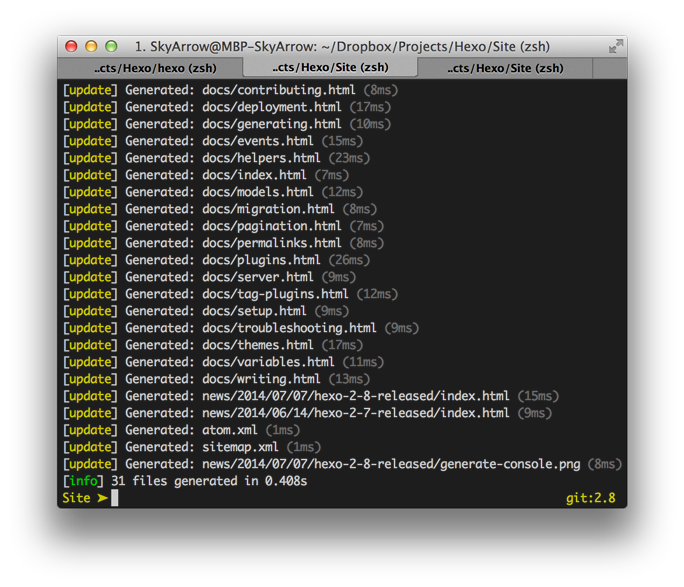 1. SkyArrow@MBP-SkyArrow: ~/Dropbox/Projects/Hexo/Site (zsh)
..cts/Hexo/hexo (zsh) ..cts/Hexo/Site (zsh) ..cts/Hexo/Site (zsh)
[update] Generated: docs/contributing.html (8ms)
[update] Generated: docs/deployment.html (17ms)
[update] Generated: docs/generating.html (10ms)
[update] Generated: docs/events.html (15ms)
[update] Generated: docs/helpers.html (23ms)
[update] Generated: docs/index.html (7ms)
[update] Generated: docs/models.html (12ms)
[update] Generated: docs/migration.html (8ms)
[update] Generated: docs/pagination.html (7ms)
[update] Generated: docs/permalinks.html (8ms)
[update] Generated: docs/plugins.html (26ms)
[update] Generated: docs/server.html (9ms)
[update] Generated: docs/tag-plugins.html (12ms)
[update] Generated: docs/setup.html (9ms)
[update] Generated: docs/troubleshooting.html (9ms)
[update] Generated: docs/themes.html (17ms)
[update] Generated: docs/variables.html (11ms)
[update] Generated: docs/writing.html (13ms)
[update] Generated: news/2014/07/07/hexo-2-8-released/index.html (15ms)
[update] Generated: news/2014/06/14/hexo-2-7-released/index.html (9ms)
[update] Generated: atom.xml (1ms)
[update] Generated: sitemap.xml (1ms)
[update] Generated: news/2014/07/07/hexo-2-8-released/generate-console.png (8ms)
[info] 31 files generated in 0.408s
Site ➤ git:2.8